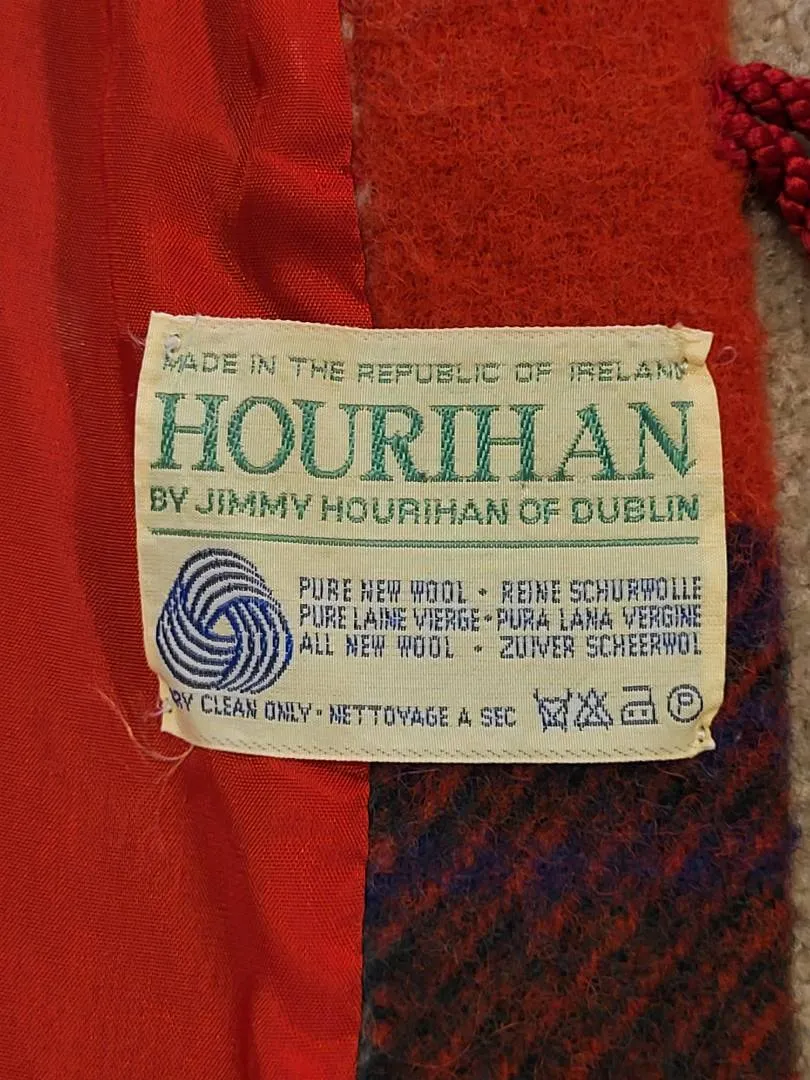 MADE IN THE REPUBLIC OF IRELAND
HOURIHAN
BY JIMMY HOURIHAN OF DUBLIN
PURE NEW WOOL • REINE SCHURWOLLE
PURE LAINE VIERGE • PURA LANA VERGINE
ALL NEW WOOL • ZUIVER SCHEERWOL
DRY CLEAN ONLY • NETTOYAGE A SEC P